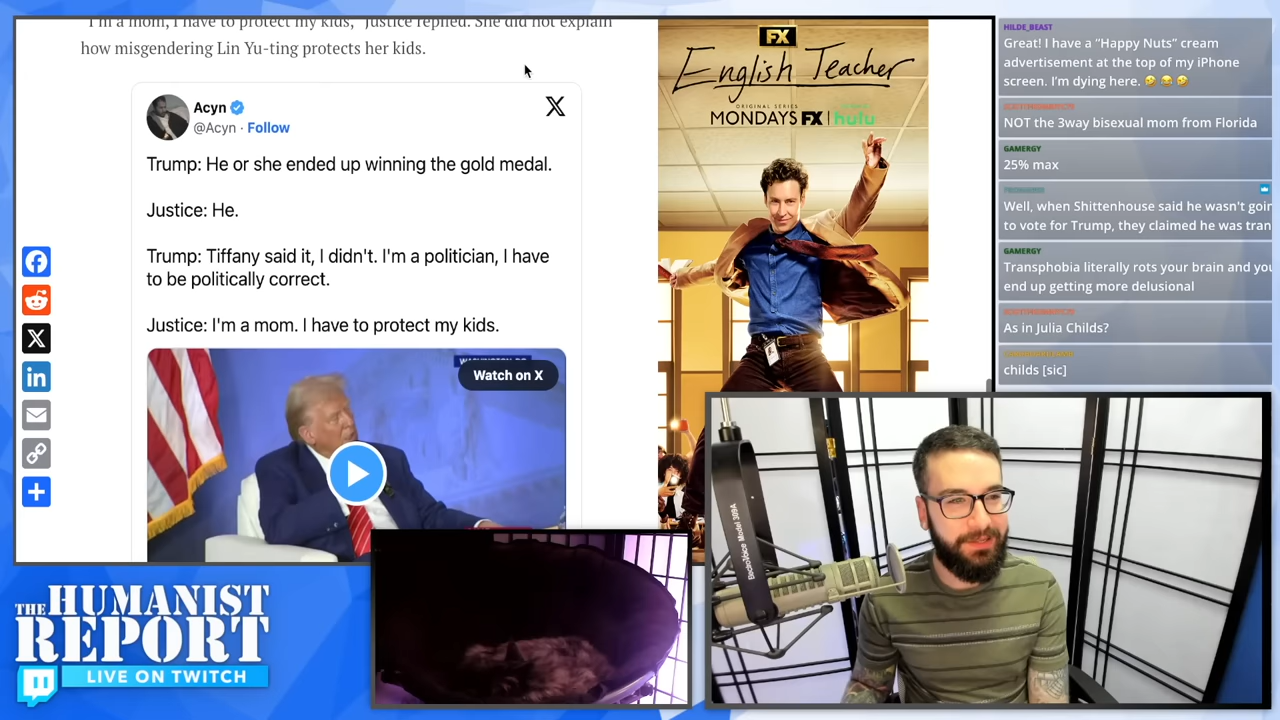 "I'm a mom, I have to protect my kids," Justice replied. She did not explain
how misgendering Lin Yu-ting protects her kids.
Acyn
@Acyn · Follow
Trump: He or she ended up winning the gold medal.
Justice: He.
Trump: Tiffany said it, I didn't. I'm a politician, I have
to be politically correct.
Justice: I'm a mom. I have to protect my kids.
Watch on X
FX
English Teacher
ORIGINAL SERIES
MONDAYS FX | hulu
HILDE_BEAST
Great! I have a "Happy Nuts" cream
advertisement at the top of my iPhone
screen. I'm dying here. 🤣 😂 🤣
NOT the 3way bisexual mom from Florida
GAMERGY
25% max
Well, when Shittenhouse said he wasn't goin
to vote for Trump, they claimed he was tran
GAMERGY
Transphobia literally rots your brain and you
end up getting more delusional
As in Julia Childs?
childs [sic]
THE HUMANIST
REPORT
LIVE ON TWITCH